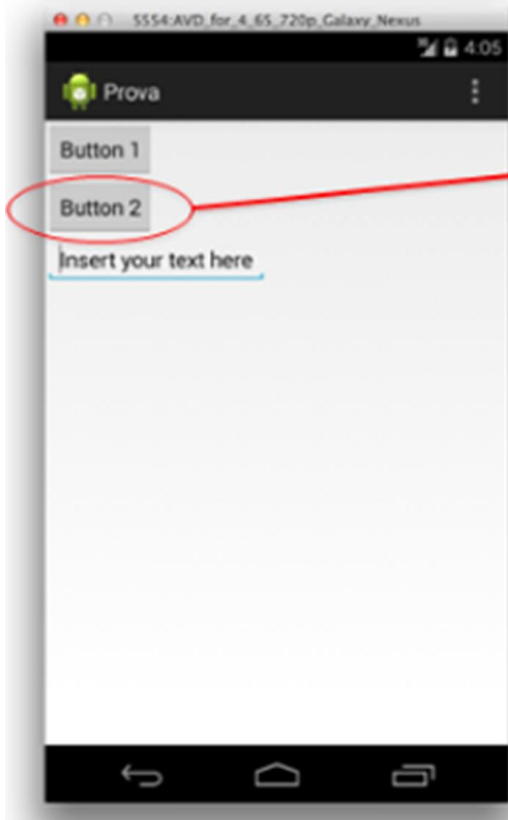 5554:AVD_for_4_65_720p_Galaxy_Nexus
4:05
Prova
Button 1
Button 2
Insert your text here